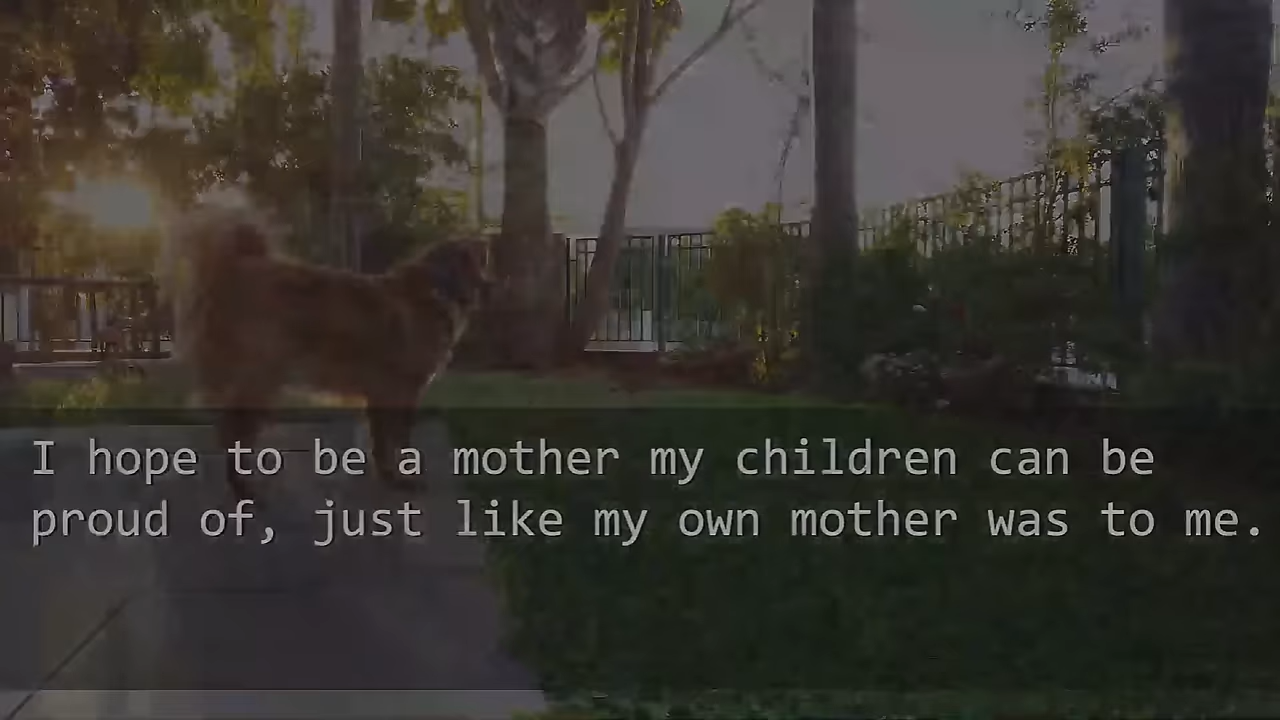 I hope to be a mother my children can be
proud of, just like my own mother was to me.